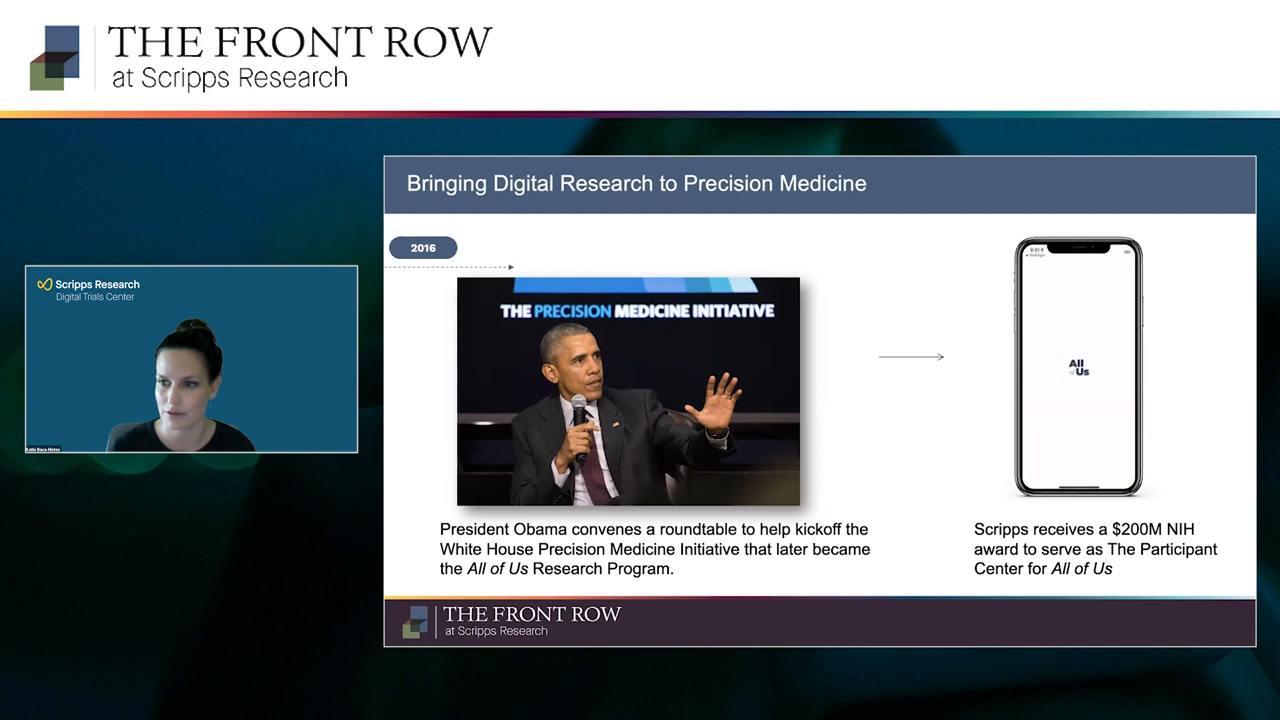 THE FRONT ROW
at Scripps Research
Bringing Digital Research to Precision Medicine
2016
Scripps Research
Digital Trials Center
THE PRECISION MEDICINE INITIATIVE
All
of Us
Katie Baca-Motes
President Obama convenes a roundtable to help kickoff the
White House Precision Medicine Initiative that later became
the All of Us Research Program.
Scripps receives a $200M NIH
award to serve as The Participant
Center for All of Us
THE FRONT ROW
at Scripps Research